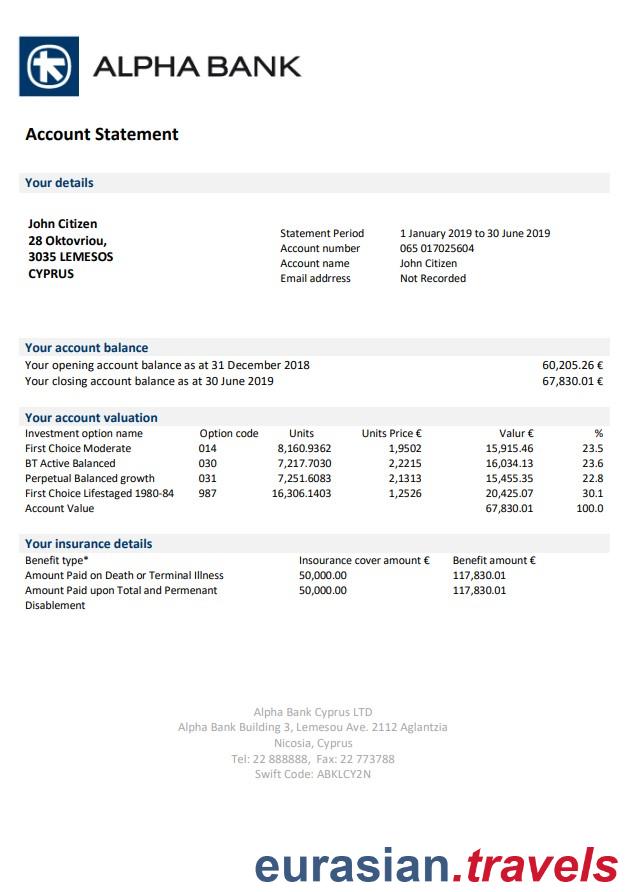 ALPHA BANK
Account Statement
Your details
John Citizen
28 Oktovriou,
3035 LEMESOS
CYPRUS
Statement Period 1 January 2019 to 30 June 2019
Account number 065 017025604
Account name John Citizen
Email addrress Not Recorded
Your account balance
Your opening account balance as at 31 December 2018 60,205.26 €
Your closing account balance as at 30 June 2019 67,830.01 €
Your account valuation
Investment option name Option code Units Units Price € Valur € %
First Choice Moderate 014 8,160.9362 1,9502 15,915.46 23.5
BT Active Balanced 030 7,217.7030 2,2215 16,034.13 23.6
Perpetual Balanced growth 031 7,251.6083 2,1313 15,455.35 22.8
First Choice Lifestaged 1980-84 987 16,306.1403 1,2526 20,425.07 30.1
Account Value 67,830.01 100.0
Your insurance details
Benefit type* Insourance cover amount € Benefit amount €
Amount Paid on Death or Terminal Illness 50,000.00 117,830.01
Amount Paid upon Total and Permenant 50,000.00 117,830.01
Disablement
Alpha Bank Cyprus LTD
Alpha Bank Building 3, Lemesou Ave. 2112 Aglantzia
Nicosia, Cyprus
Tel: 22 888888, Fax: 22 773788
Swift Code: ABKLCY2N
eurasian.travels